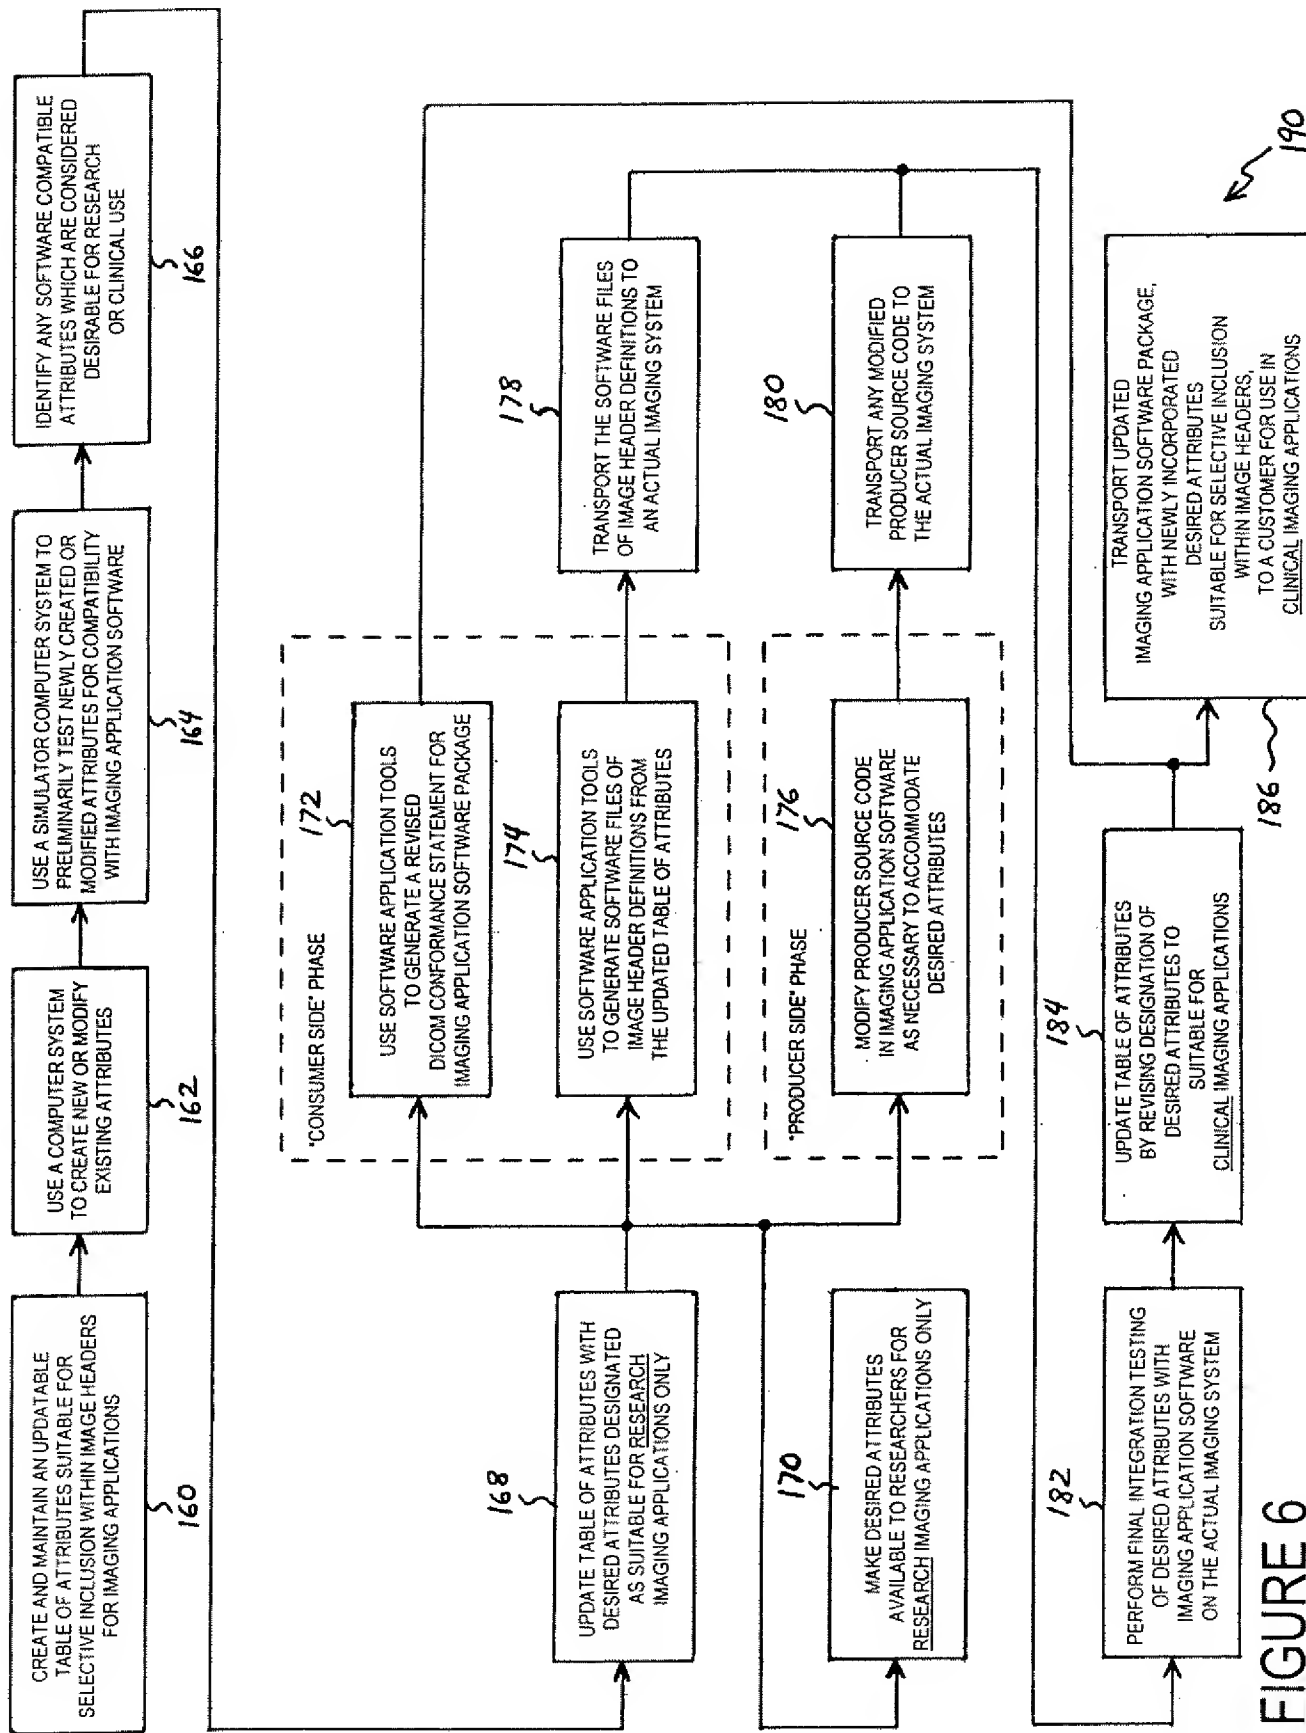 CREATE AND MAINTAIN AN UPDATABLE
TABLE OF ATTRIBUTES SUITABLE FOR
SELECTIVE INCLUSION WITHIN IMAGE HEADERS
FOR IMAGING APPLICATIONS
160
USE A COMPUTER SYSTEM
TO CREATE NEW OR MODIFY
EXISTING ATTRIBUTES
162
USE A SIMULATOR COMPUTER SYSTEM TO
PRELIMINARILY TEST NEWLY CREATED OR
MODIFIED ATTRIBUTES FOR COMPATIBILITY
WITH IMAGING APPLICATION SOFTWARE
164
IDENTIFY ANY SOFTWARE COMPATIBLE
ATTRIBUTES WHICH ARE CONSIDERED
DESIRABLE FOR RESEARCH
OR CLINICAL USE
166
168
UPDATE TABLE OF ATTRIBUTES WITH
DESIRED ATTRIBUTES DESIGNATED
AS SUITABLE FOR RESEARCH
IMAGING APPLICATIONS ONLY
170
MAKE DESIRED ATTRIBUTES
AVAILABLE TO RESEARCHERS FOR
RESEARCH IMAGING APPLICATIONS ONLY
"CONSUMER SIDE" PHASE
172
USE SOFTWARE APPLICATION TOOLS
TO GENERATE A REVISED
DICOM CONFORMANCE STATEMENT FOR
IMAGING APPLICATION SOFTWARE PACKAGE
174
USE SOFTWARE APPLICATION TOOLS
TO GENERATE SOFTWARE FILES OF
IMAGE HEADER DEFINITIONS FROM
THE UPDATED TABLE OF ATTRIBUTES
"PRODUCER SIDE" PHASE
176
MODIFY PRODUCER SOURCE CODE
IN IMAGING APPLICATION SOFTWARE
AS NECESSARY TO ACCOMMODATE
DESIRED ATTRIBUTES
178
TRANSPORT THE SOFTWARE FILES
OF IMAGE HEADER DEFINITIONS TO
AN ACTUAL IMAGING SYSTEM
180
TRANSPORT ANY MODIFIED
PRODUCER SOURCE CODE TO
THE ACTUAL IMAGING SYSTEM
182
PERFORM FINAL INTEGRATION TESTING
OF DESIRED ATTRIBUTES WITH
IMAGING APPLICATION SOFTWARE
ON THE ACTUAL IMAGING SYSTEM
184
UPDATE TABLE OF ATTRIBUTES
BY REVISING DESIGNATION OF
DESIRED ATTRIBUTES TO
SUITABLE FOR
CLINICAL IMAGING APPLICATIONS
TRANSPORT UPDATED
IMAGING APPLICATION SOFTWARE PACKAGE,
WITH NEWLY INCORPORATED
DESIRED ATTRIBUTES
SUITABLE FOR SELECTIVE INCLUSION
WITHIN IMAGE HEADERS,
TO A CUSTOMER FOR USE IN
CLINICAL IMAGING APPLICATIONS
186
190
FIGURE 6